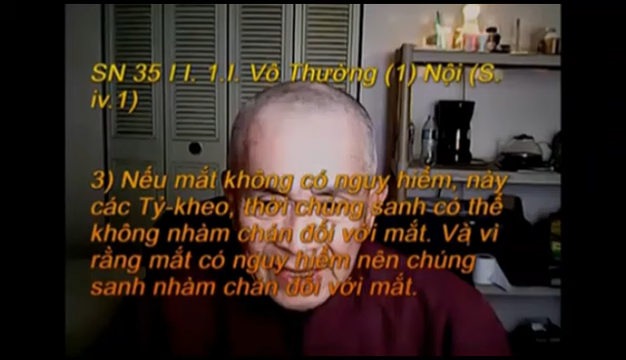 SN 35 I I. 1.I. Vô Thường (1) Nội (S.
iv.1)
3) Nếu mắt không có nguy hiểm, này
các Tỷ-kheo, thời chúng sanh có thể
không nhàm chán đối với mắt. Và vì
rằng mắt có nguy hiểm nên chúng
sanh nhàm chán đối với mắt.